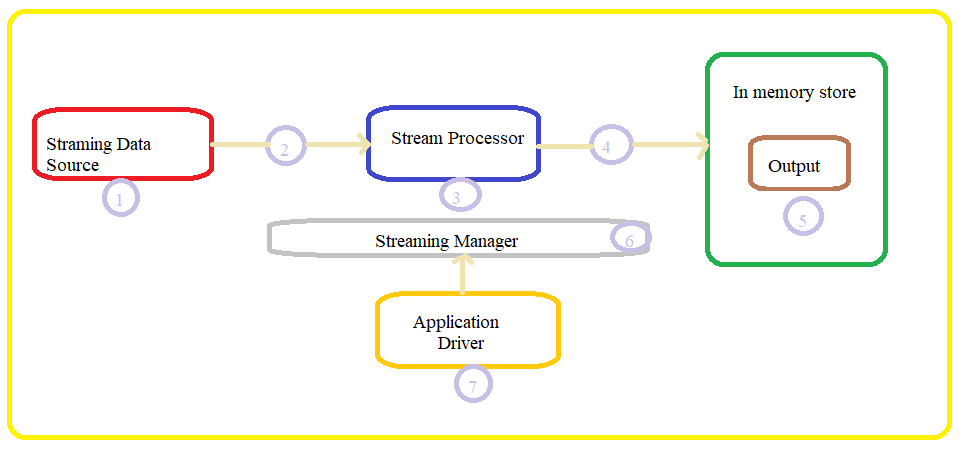 In memory store
Straming Data
Source
2
Stream Processor
4
Output
1
3
5
Streaming Manager
6
Application
Driver
7